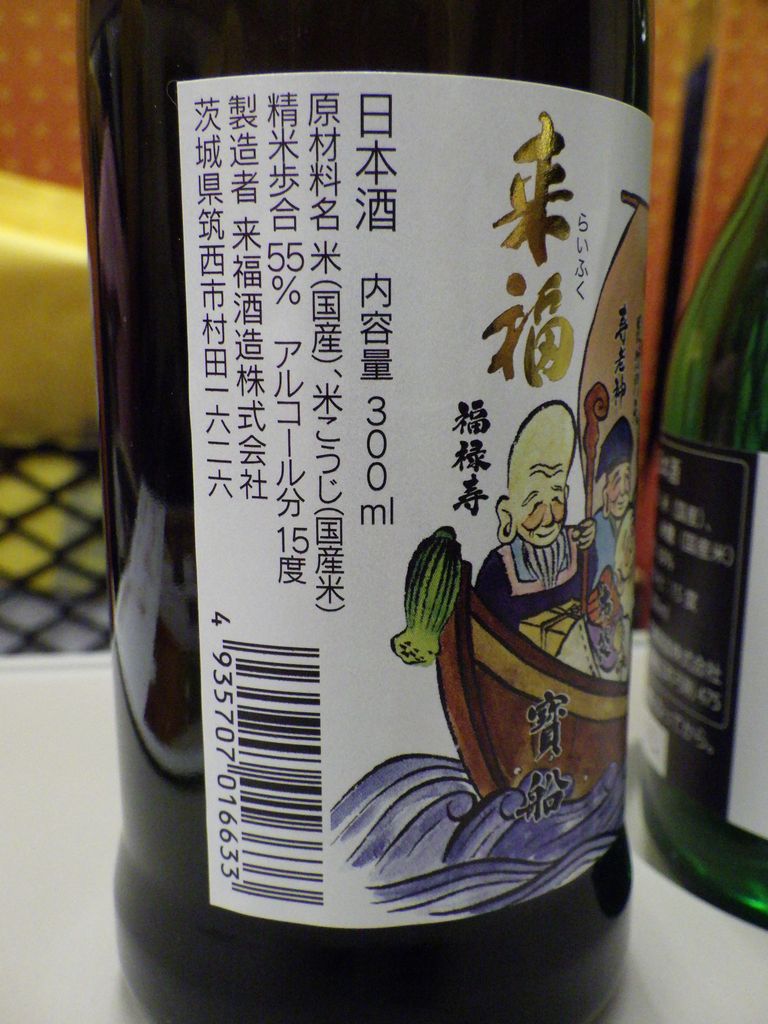 来福
らいふく
寿老神
福禄寿
寳船
日本酒 内容量 300ml
原材料名 米(国産)、米こうじ(国産米)
精米歩合 55% アルコール分 15度
製造者 来福酒造株式会社
茨城県筑西市村田一六二六
4 935707 016633